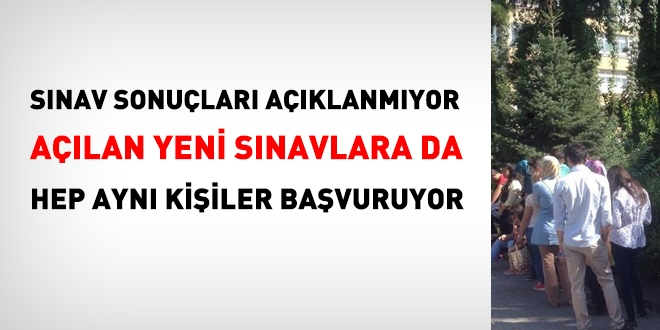 SINAV SONUÇLARI AÇIKLANMIYOR
AÇILAN YENİ SINAVLARA DA
HEP AYNI KİŞİLER BAŞVURUYOR